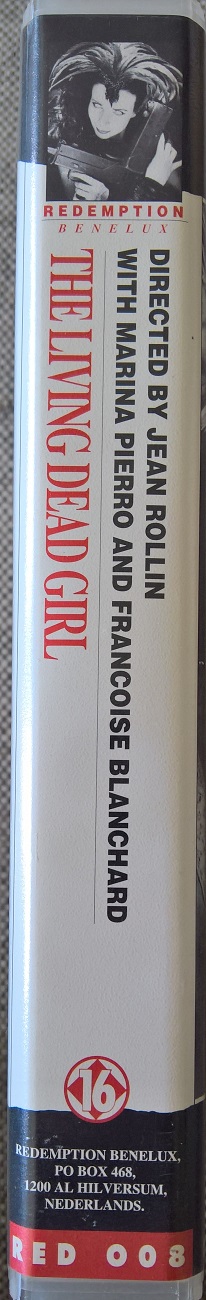 REDEMPTION
BENELUX
DIRECTED BY JEAN ROLLIN
WITH MARINA PIERRO AND FRANCOISE BLANCHARD
THE LIVING DEAD GIRL
16
REDEMPTION BENELUX,
PO BOX 468,
1200 AL HILVERSUM,
NEDERLANDS.
RED 008